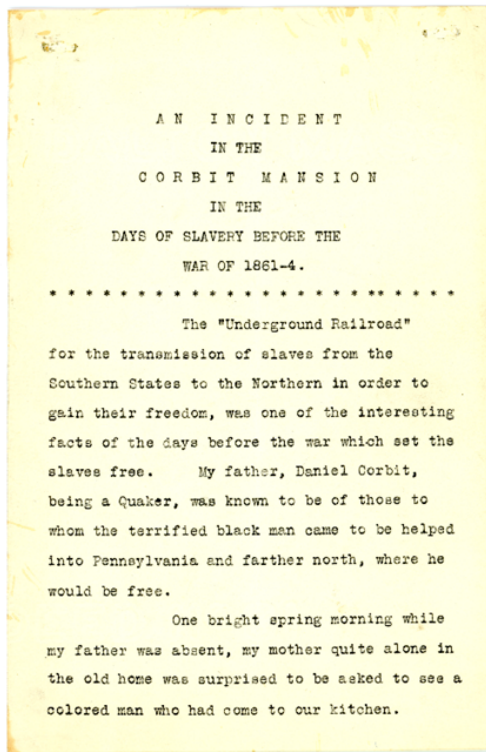 AN INCIDENT
IN THE
CORBIT MANSION
IN THE
DAYS OF SLAVERY BEFORE THE
WAR OF 1861-4.
* * * * * * * * * * * * * * * * * * ** * * * *
The "Underground Railroad"
for the transmission of slaves from the
Southern States to the Northern in order to
gain their freedom, was one of the interesting
facts of the days before the war which set the
slaves free. My father, Daniel Corbit,
being a Quaker, was known to be of those to
whom the terrified black man came to be helped
into Pennsylvania and farther north, where he
would be free.
One bright spring morning while
my father was absent, my mother quite alone in
the old home was surprised to be asked to see a
colored man who had come to our kitchen.